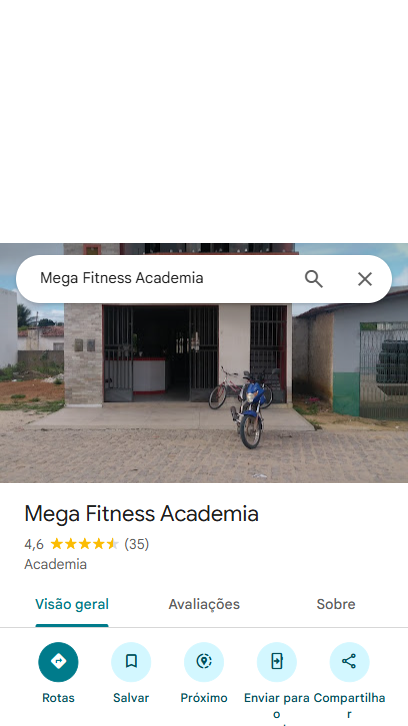 Mega Fitness Academia
Mega Fitness Academia
4,6 (35)
Academia
Visão geral Avaliações Sobre
Rotas Salvar Próximo Enviar para o Compartilhar